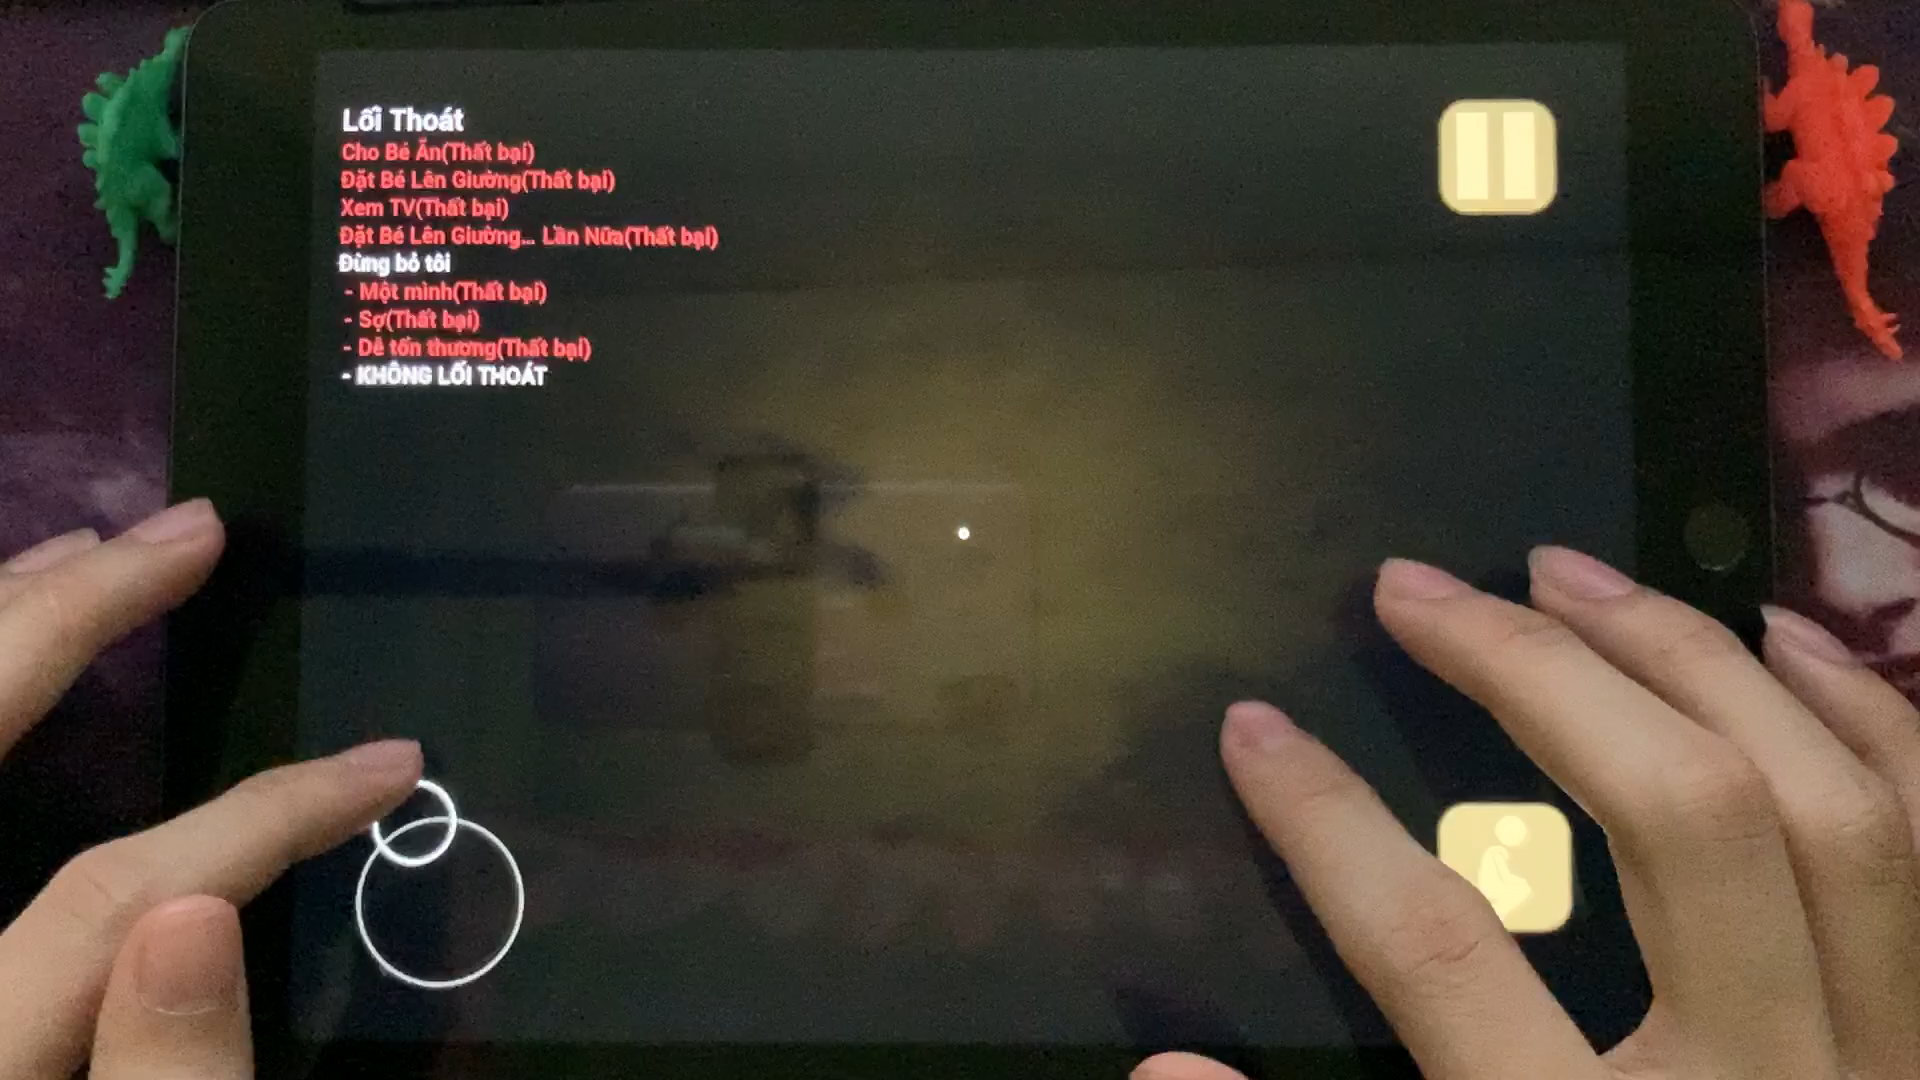 Lối Thoát
Cho Bé Ăn(Thất bại)
Đặt Bé Lên Giường(Thất bại)
Xem TV(Thất bại)
Đặt Bé Lên Giường... Lần Nữa(Thất bại)
Đừng bỏ tôi
- Một mình(Thất bại)
- Sợ(Thất bại)
- Dễ tổn thương(Thất bại)
- KHÔNG LỐI THOÁT